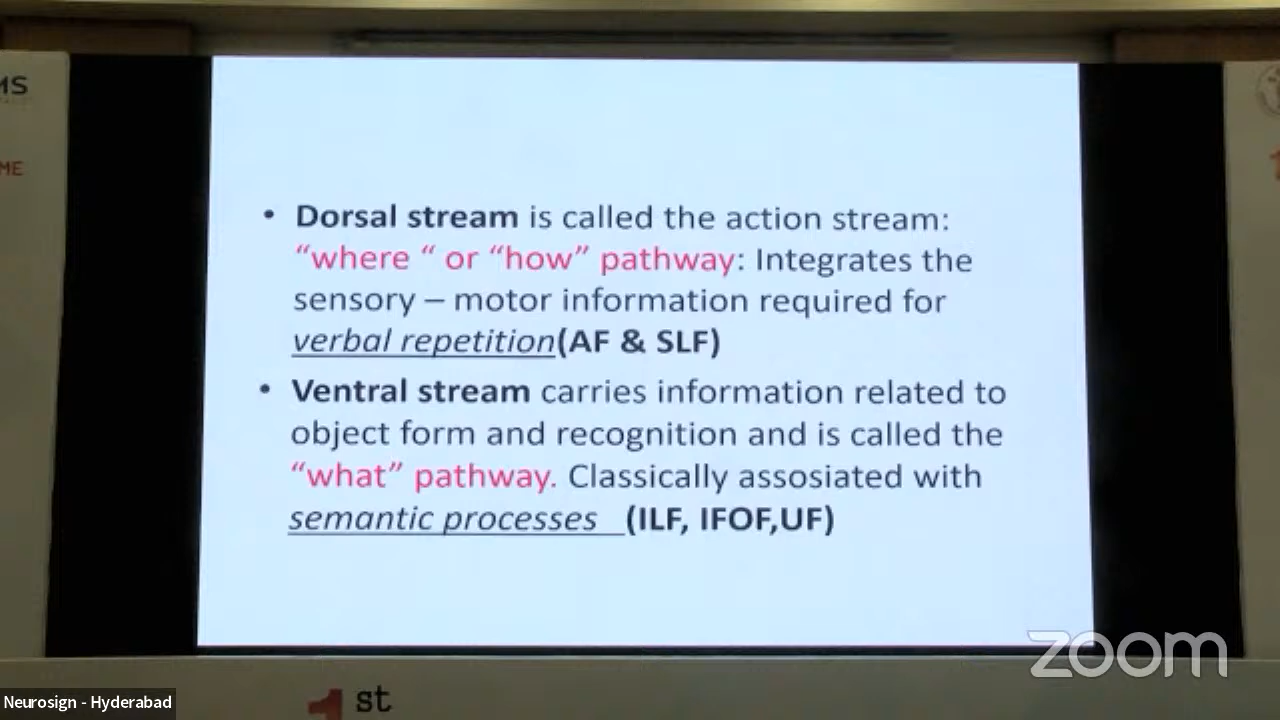 MS
ME
• Dorsal stream is called the action stream:
“where “ or “how” pathway: Integrates the
sensory – motor information required for
verbal repetition(AF & SLF)
• Ventral stream carries information related to
object form and recognition and is called the
“what” pathway. Classically assosiated with
semantic processes (ILF, IFOF,UF)
zoom
1st
Neurosign - Hyderabad